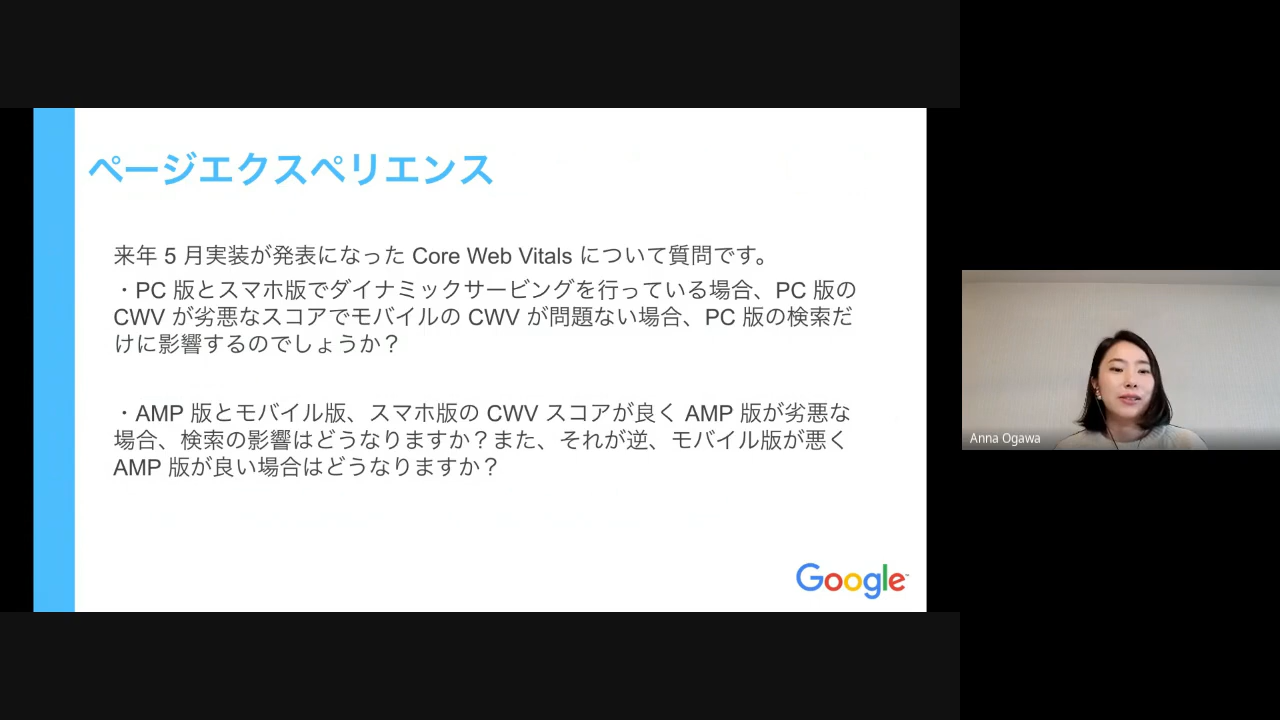 ページエクスペリエンス
来年 5 月実装が発表になった Core Web Vitals について質問です。
・PC 版とスマホ版でダイナミックサービングを行っている場合、PC 版の
CWV が劣悪なスコアでモバイルの CWV が問題ない場合、PC 版の検索だ
けに影響するのでしょうか？
・AMP 版とモバイル版、スマホ版の CWV スコアが良く AMP 版が劣悪な
場合、検索の影響はどうなりますか？また、それが逆、モバイル版が悪く
AMP 版が良い場合はどうなりますか？
Google
Anna Ogawa